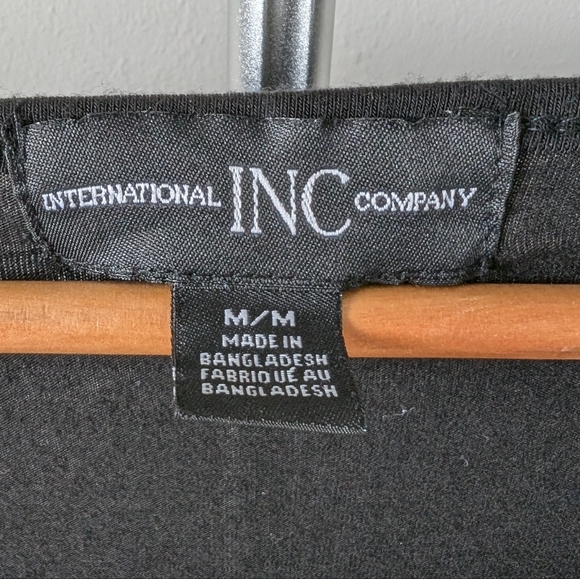 INTERNATIONAL INC COMPANY
M/M
MADE IN
BANGLADESH
FABRIQUÉ AU
BANGLADESH